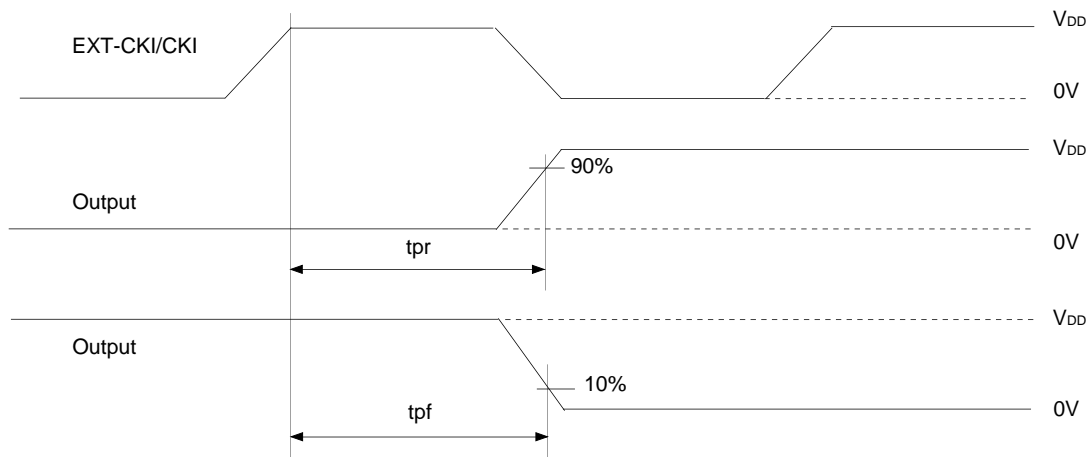 VDD
EXT-CKI/CKI
0V
VDD
90%
Output
0V
tpr
VDD
Output
10%
0V
tpf